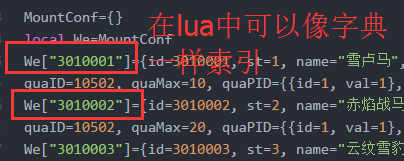 MountConf={}
在lua中可以像字典
一样索引
local We=MountConf
We["3010001"]={id=3010001, st=1, name="雪卢马",
quaID=10502, quaMax=10, quaPID={{id=1, val=1},
We["3010002"]={id=3010002, st=2, name="赤焰战马
quaID=10502, quaMax=20, quaPID={{id=1, val=1},
We["3010003"]={id=3010003, st=3, name="云纹雪豹